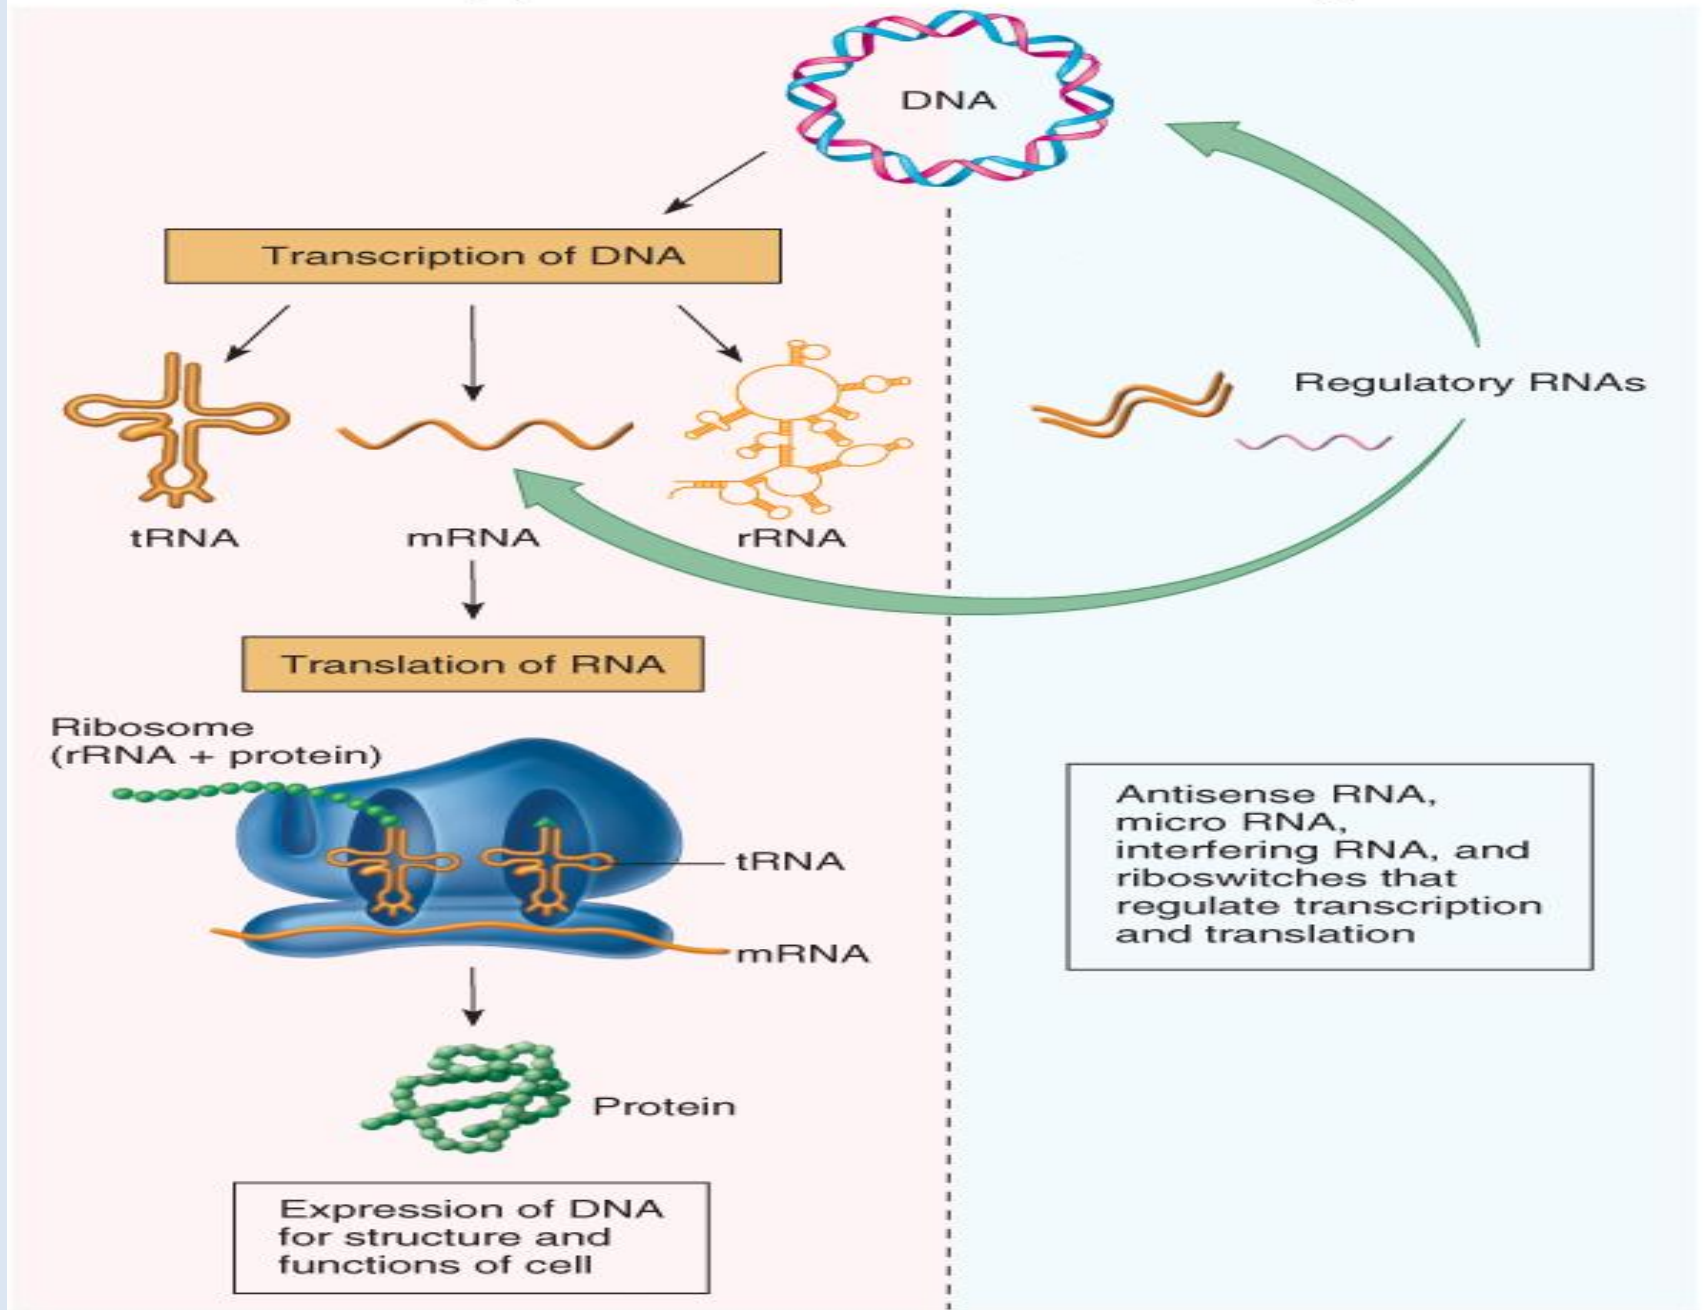 DNA
Transcription of DNA
Regulatory RNAs
tRNA
mRNA
rRNA
Translation of RNA
Ribosome
(rRNA + protein)
tRNA
mRNA
Antisense RNA,
micro RNA,
interfering RNA, and
riboswitches that
regulate transcription
and translation
Protein
Expression of DNA
for structure and
functions of cell